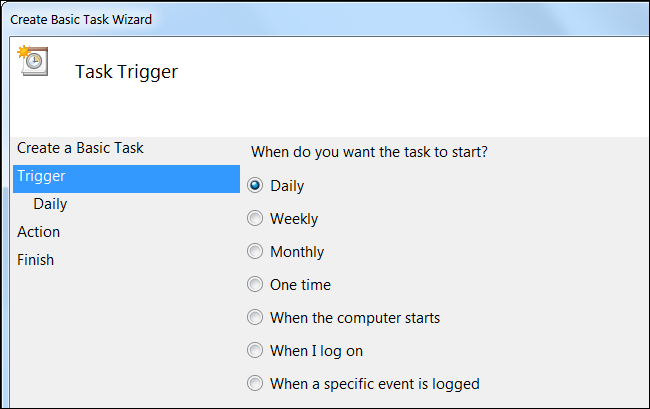 Create Basic Task Wizard
Task Trigger
Create a Basic Task
Trigger
Daily
Action
Finish
When do you want the task to start?
Daily
Weekly
Monthly
One time
When the computer starts
When I log on
When a specific event is logged